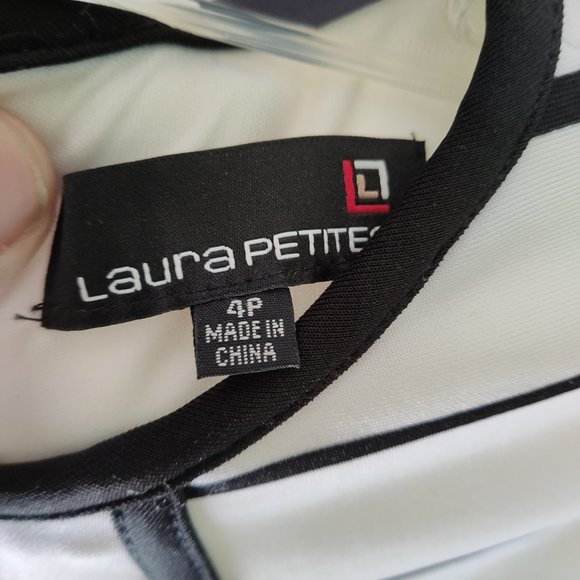 Laura PETITES
4P
MADE IN
CHINA